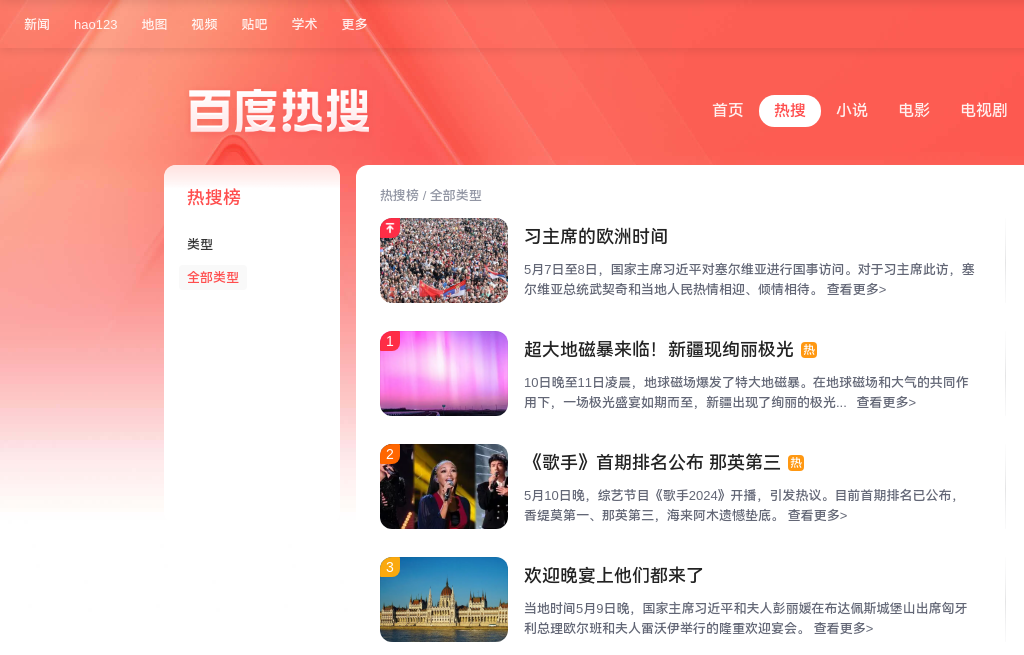 新闻 hao123 地图 视频 贴吧 学术 更多
百度热搜
首页 热搜 小说 电影 电视剧
热搜榜
类型
全部类型
热搜榜 / 全部类型
习主席的欧洲时间
5月7日至8日，国家主席习近平对塞尔维亚进行国事访问。对于习主席此访，塞
尔维亚总统武契奇和当地人民热情相迎、倾情相待。 查看更多>
1
超大地磁暴来临！新疆现绚丽极光 热
10日晚至11日凌晨，地球磁场爆发了特大地磁暴。在地球磁场和大气的共同作
用下，一场极光盛宴如期而至，新疆出现了绚丽的极光... 查看更多>
2
《歌手》首期排名公布 那英第三 热
5月10日晚，综艺节目《歌手2024》开播，引发热议。目前首期排名已公布，
香缇莫第一、那英第三，海来阿木遗憾垫底。 查看更多>
3
欢迎晚宴上他们都来了
当地时间5月9日晚，国家主席习近平和夫人彭丽媛在布达佩斯城堡山出席匈牙
利总理欧尔班和夫人雷沃伊举行的隆重欢迎宴会。 查看更多>